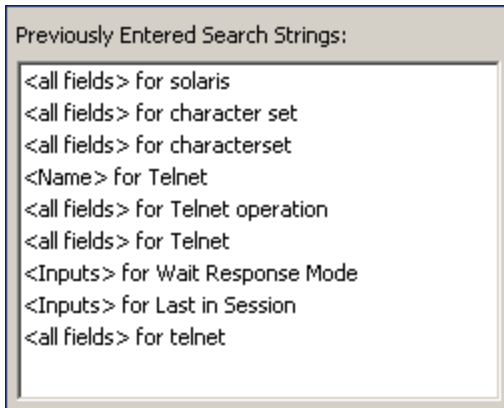 Previously Entered Search Strings:
<all fields> for solaris
<all fields> for character set
<all fields> for characterset
<Name> for Telnet
<all fields> for Telnet operation
<all fields> for Telnet
<Inputs> for Wait Response Mode
<Inputs> for Last in Session
<all fields> for telnet